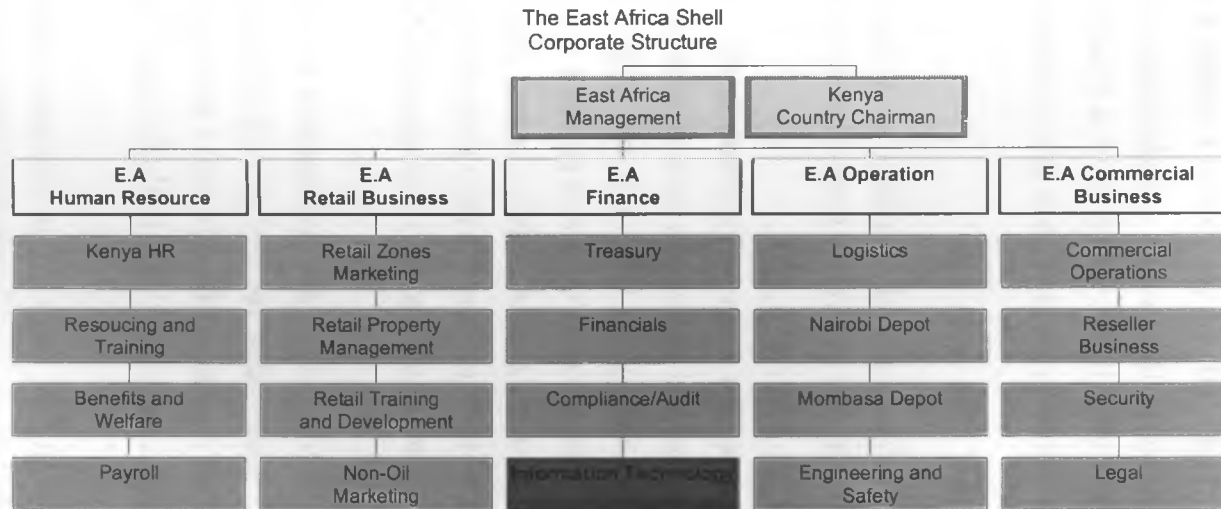 The East Africa Shell
Corporate Structure
East Africa
Management
Kenya
Country Chairman
E.A
Human Resource
E.A
Retail Business
E.A
Finance
E.A Operation
E.A Commercial
Business
Kenya HR
Retail Zones
Marketing
Treasury
Logistics
Commercial
Operations
Resoucing and
Training
Retail Property
Management
Financials
Nairobi Depot
Reseller
Business
Benefits and
Welfare
Retail Training
and Development
Compliance/Audit
Mombasa Depot
Security
Payroll
Non-Oil
Marketing
Information Technology
Engineering and
Safety
Legal